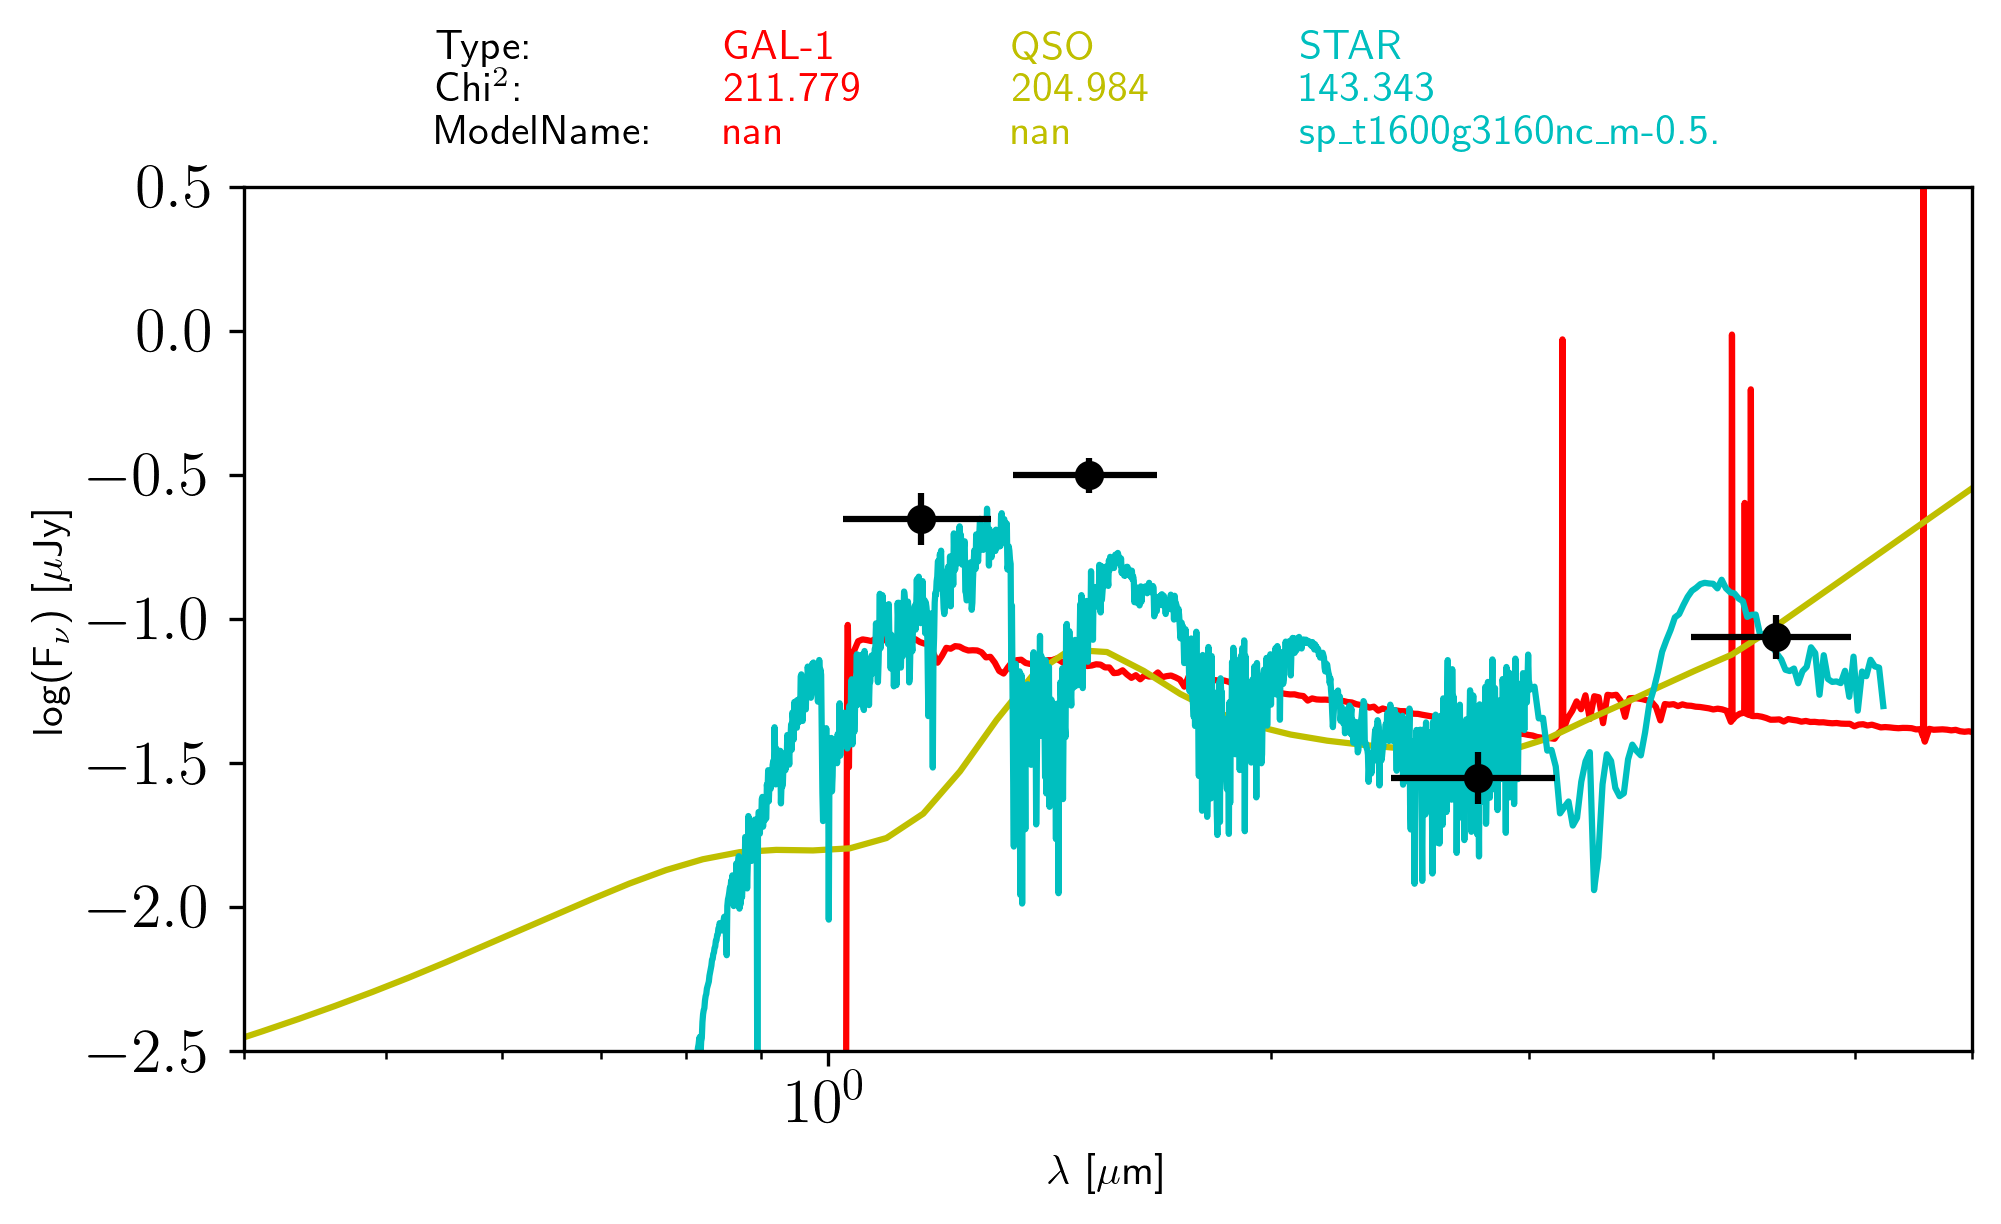 Type: GAL-1 QSO STAR
Chi²: 211.779 204.984 143.343
ModelName: nan nan sp_t1600g3160nc_m-0.5.
0.5
0.0
−0.5
−1.0
−1.5
−2.0
−2.5
log(Fν) [μJy]
10⁰
λ [μm]